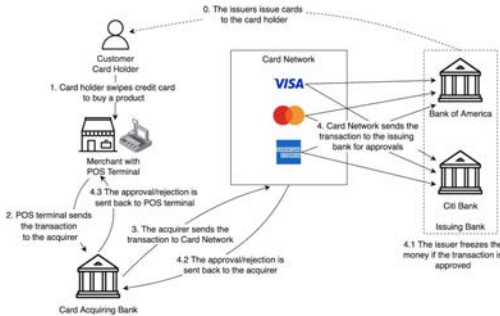 0. The issuers issue cards
to the card holder
Customer
Card Holder
1. Card holder swipes credit card
to buy a product
Merchant with
POS Terminal
2. POS terminal sends
the transaction
to the acquirer
4.3 The approval/rejection is
sent back to POS terminal
3. The acquirer sends the
transaction to Card Network
4.2 The approval/rejection is
sent back to the acquirer
Card Acquiring Bank
Card Network
VISA
AMERICAN
EXPRESS
4. Card Network sends the
transaction to the issuing
bank for approvals
Bank of America
Citi Bank
Issuing Bank
4.1 The issuer freezes the
money if the transaction is
approved